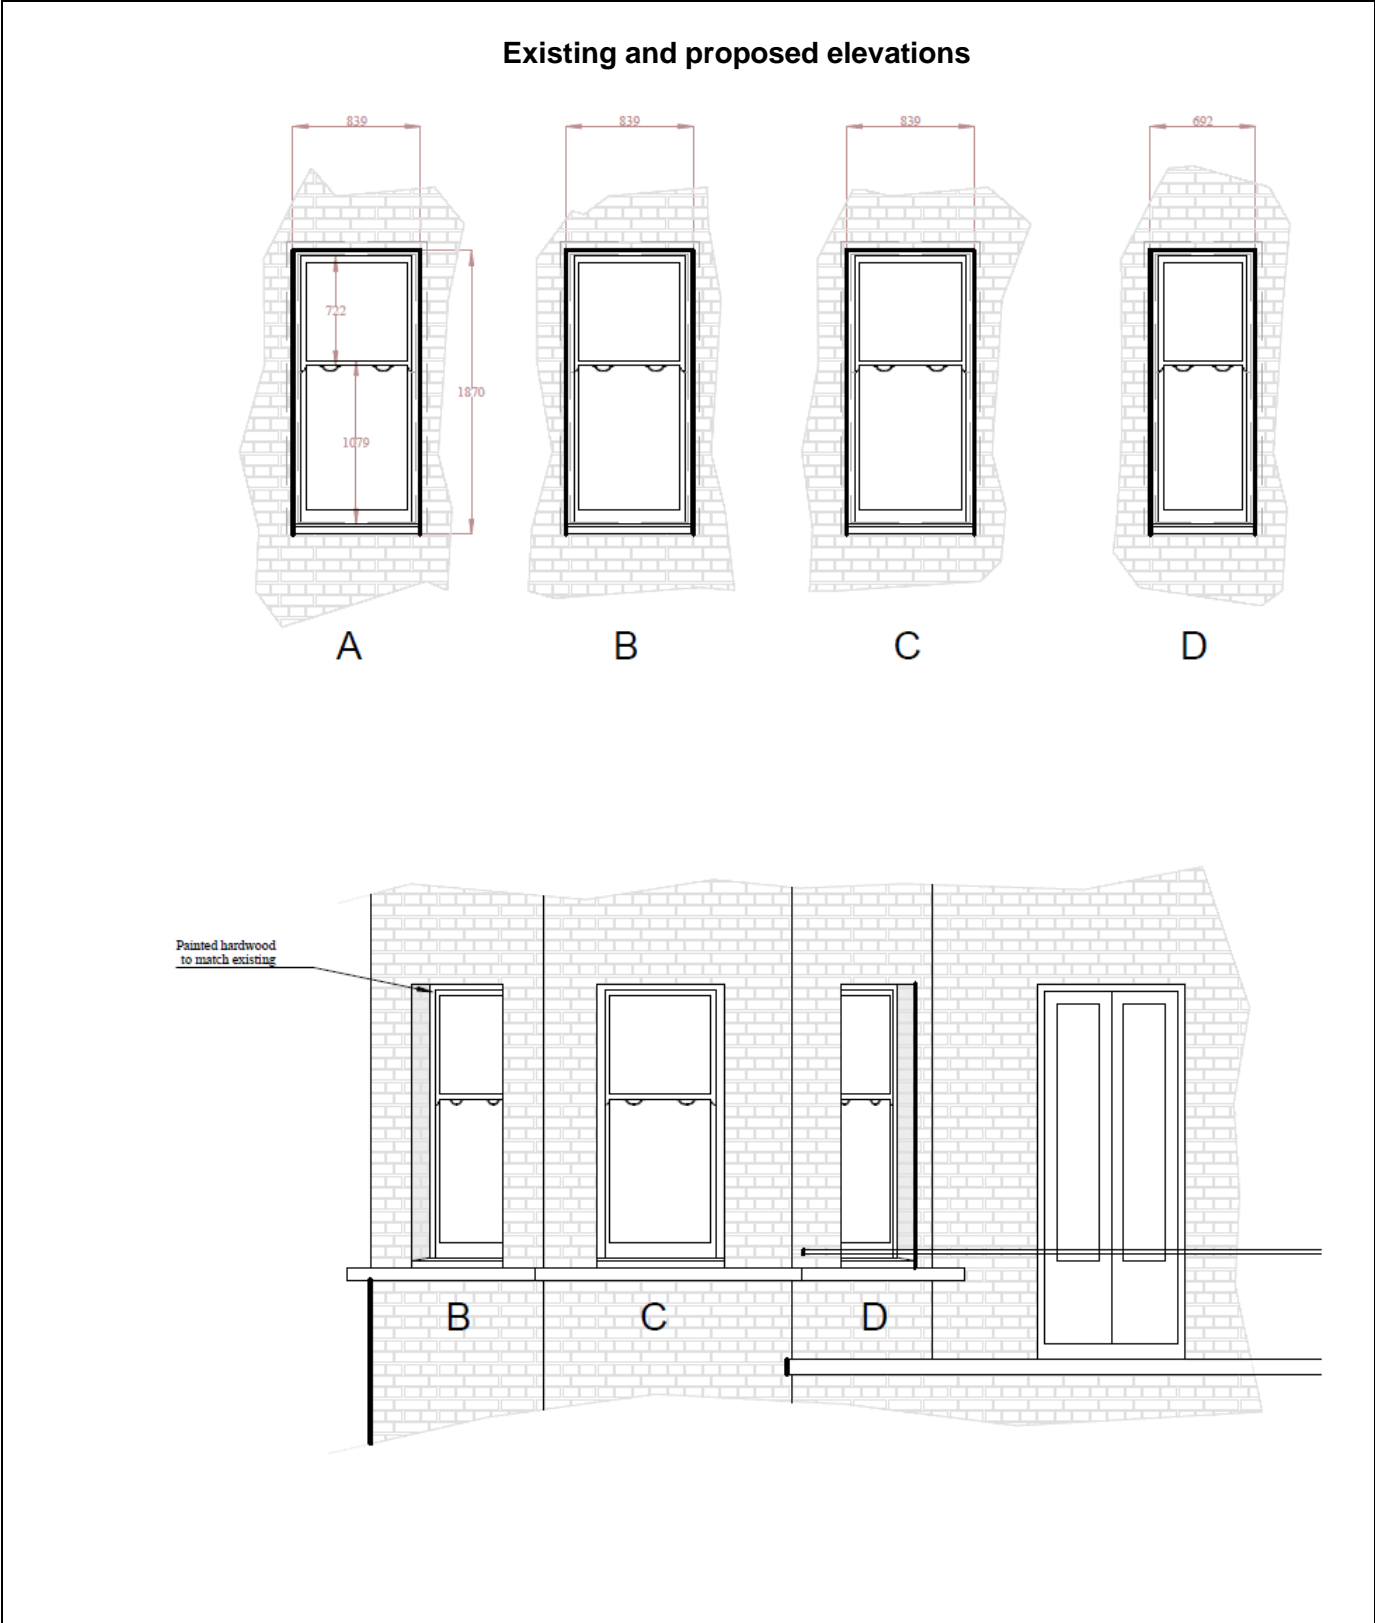 Existing and proposed elevations
839
839
839
692
722
1870
1079
A
B
C
D
Painted hardwood
to match existing
B
C
D